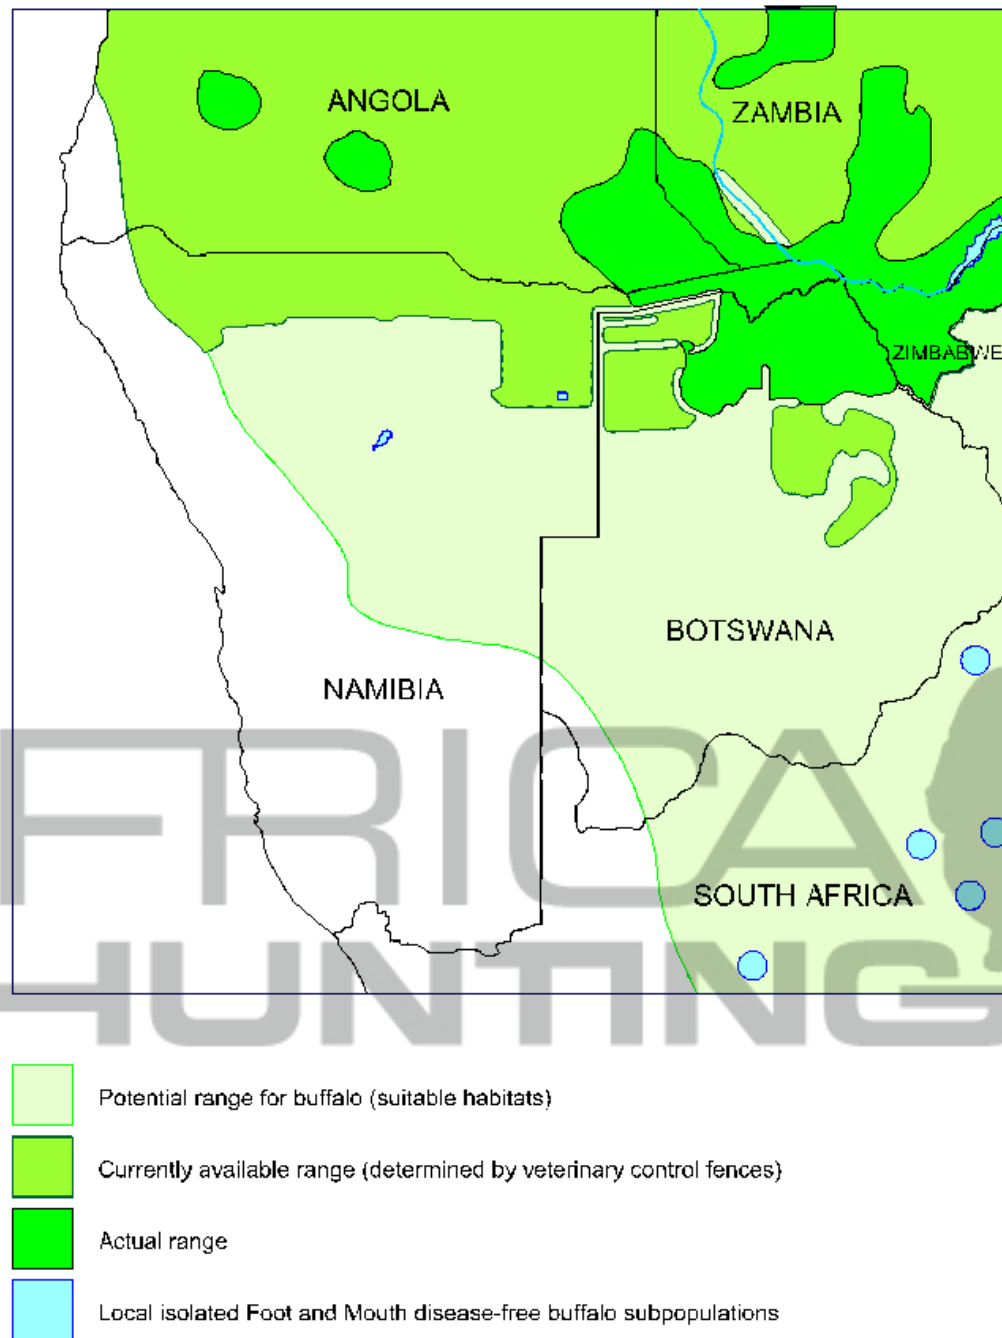 ANGOLA
ZAMBIA
ZIMBABWE
BOTSWANA
NAMIBIA
FRICA
SOUTH AFRICA
HUNTING
Potential range for buffalo (suitable habitats)
Currently available range (determined by veterinary control fences)
Actual range
Local isolated Foot and Mouth disease-free buffalo subpopulations